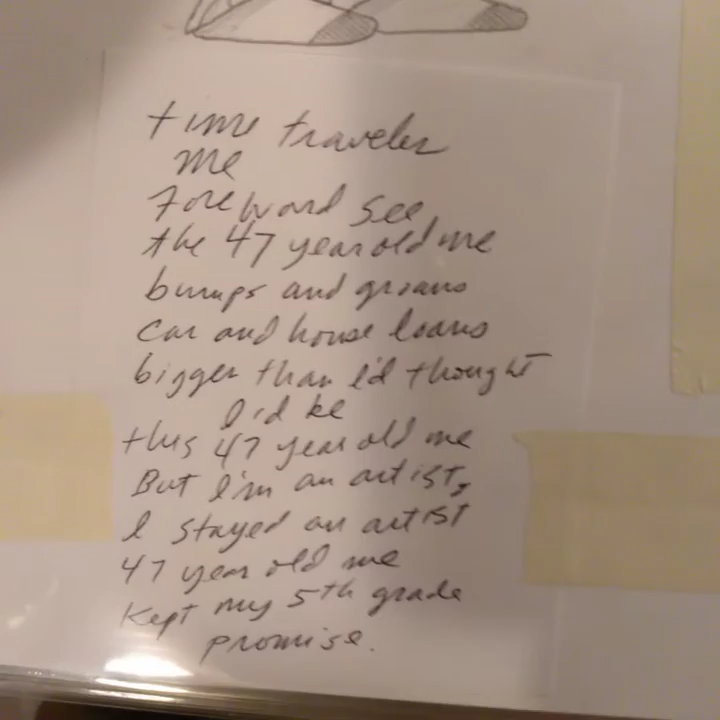 time traveler
me
Foreward see
the 47 year old me
bumps and groans
car and house loans
bigger than I'd thought
I'd be
this 47 year old me
But I'm an artist,
I stayed an artist
47 year old me
Kept my 5th grade
promise.